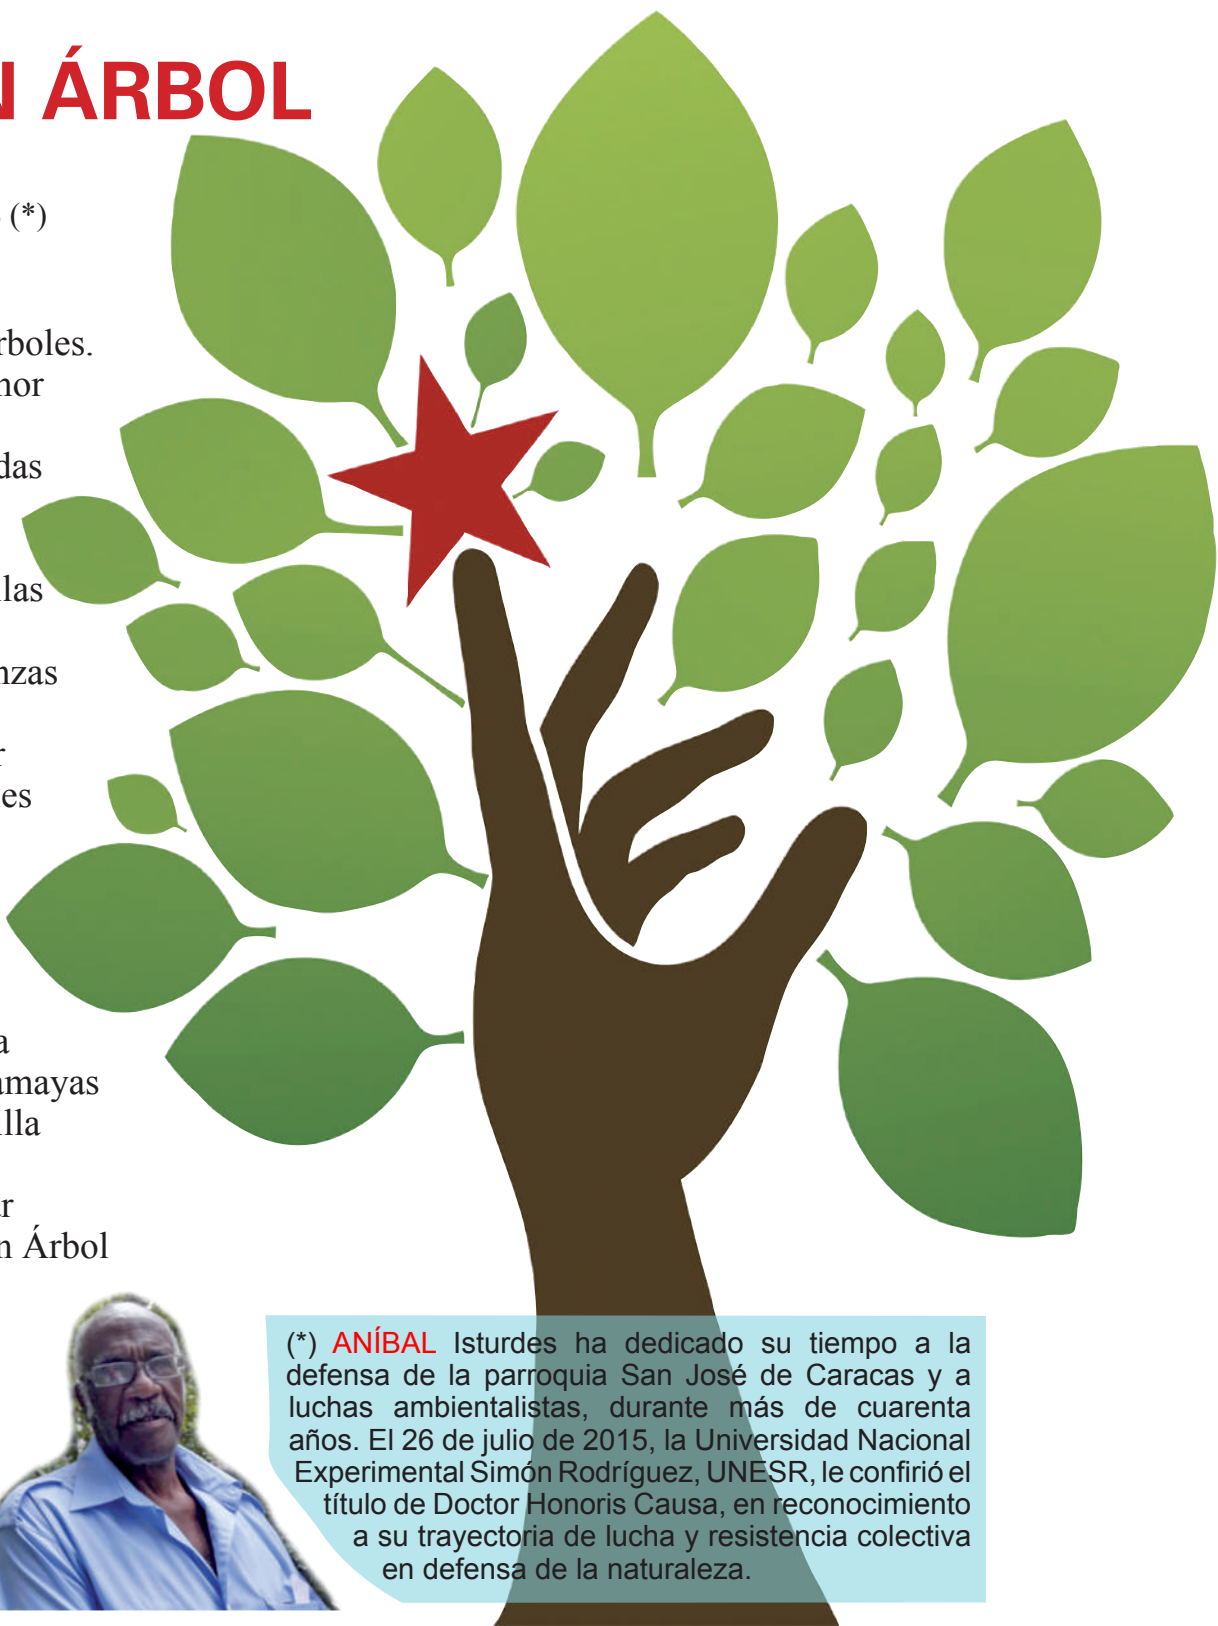 N ÁRBOL
(*)
rboles.
nor
das
llas
nzas
r
es
a
amayas
illa
r
n Árbol
(*) ANÍBAL Isturdes ha dedicado su tiempo a la
defensa de la parroquia San José de Caracas y a
luchas ambientalistas, durante más de cuarenta
años. El 26 de julio de 2015, la Universidad Nacional
Experimental Simón Rodríguez, UNESR, le confirió el
título de Doctor Honoris Causa, en reconocimiento
a su trayectoria de lucha y resistencia colectiva
en defensa de la naturaleza.